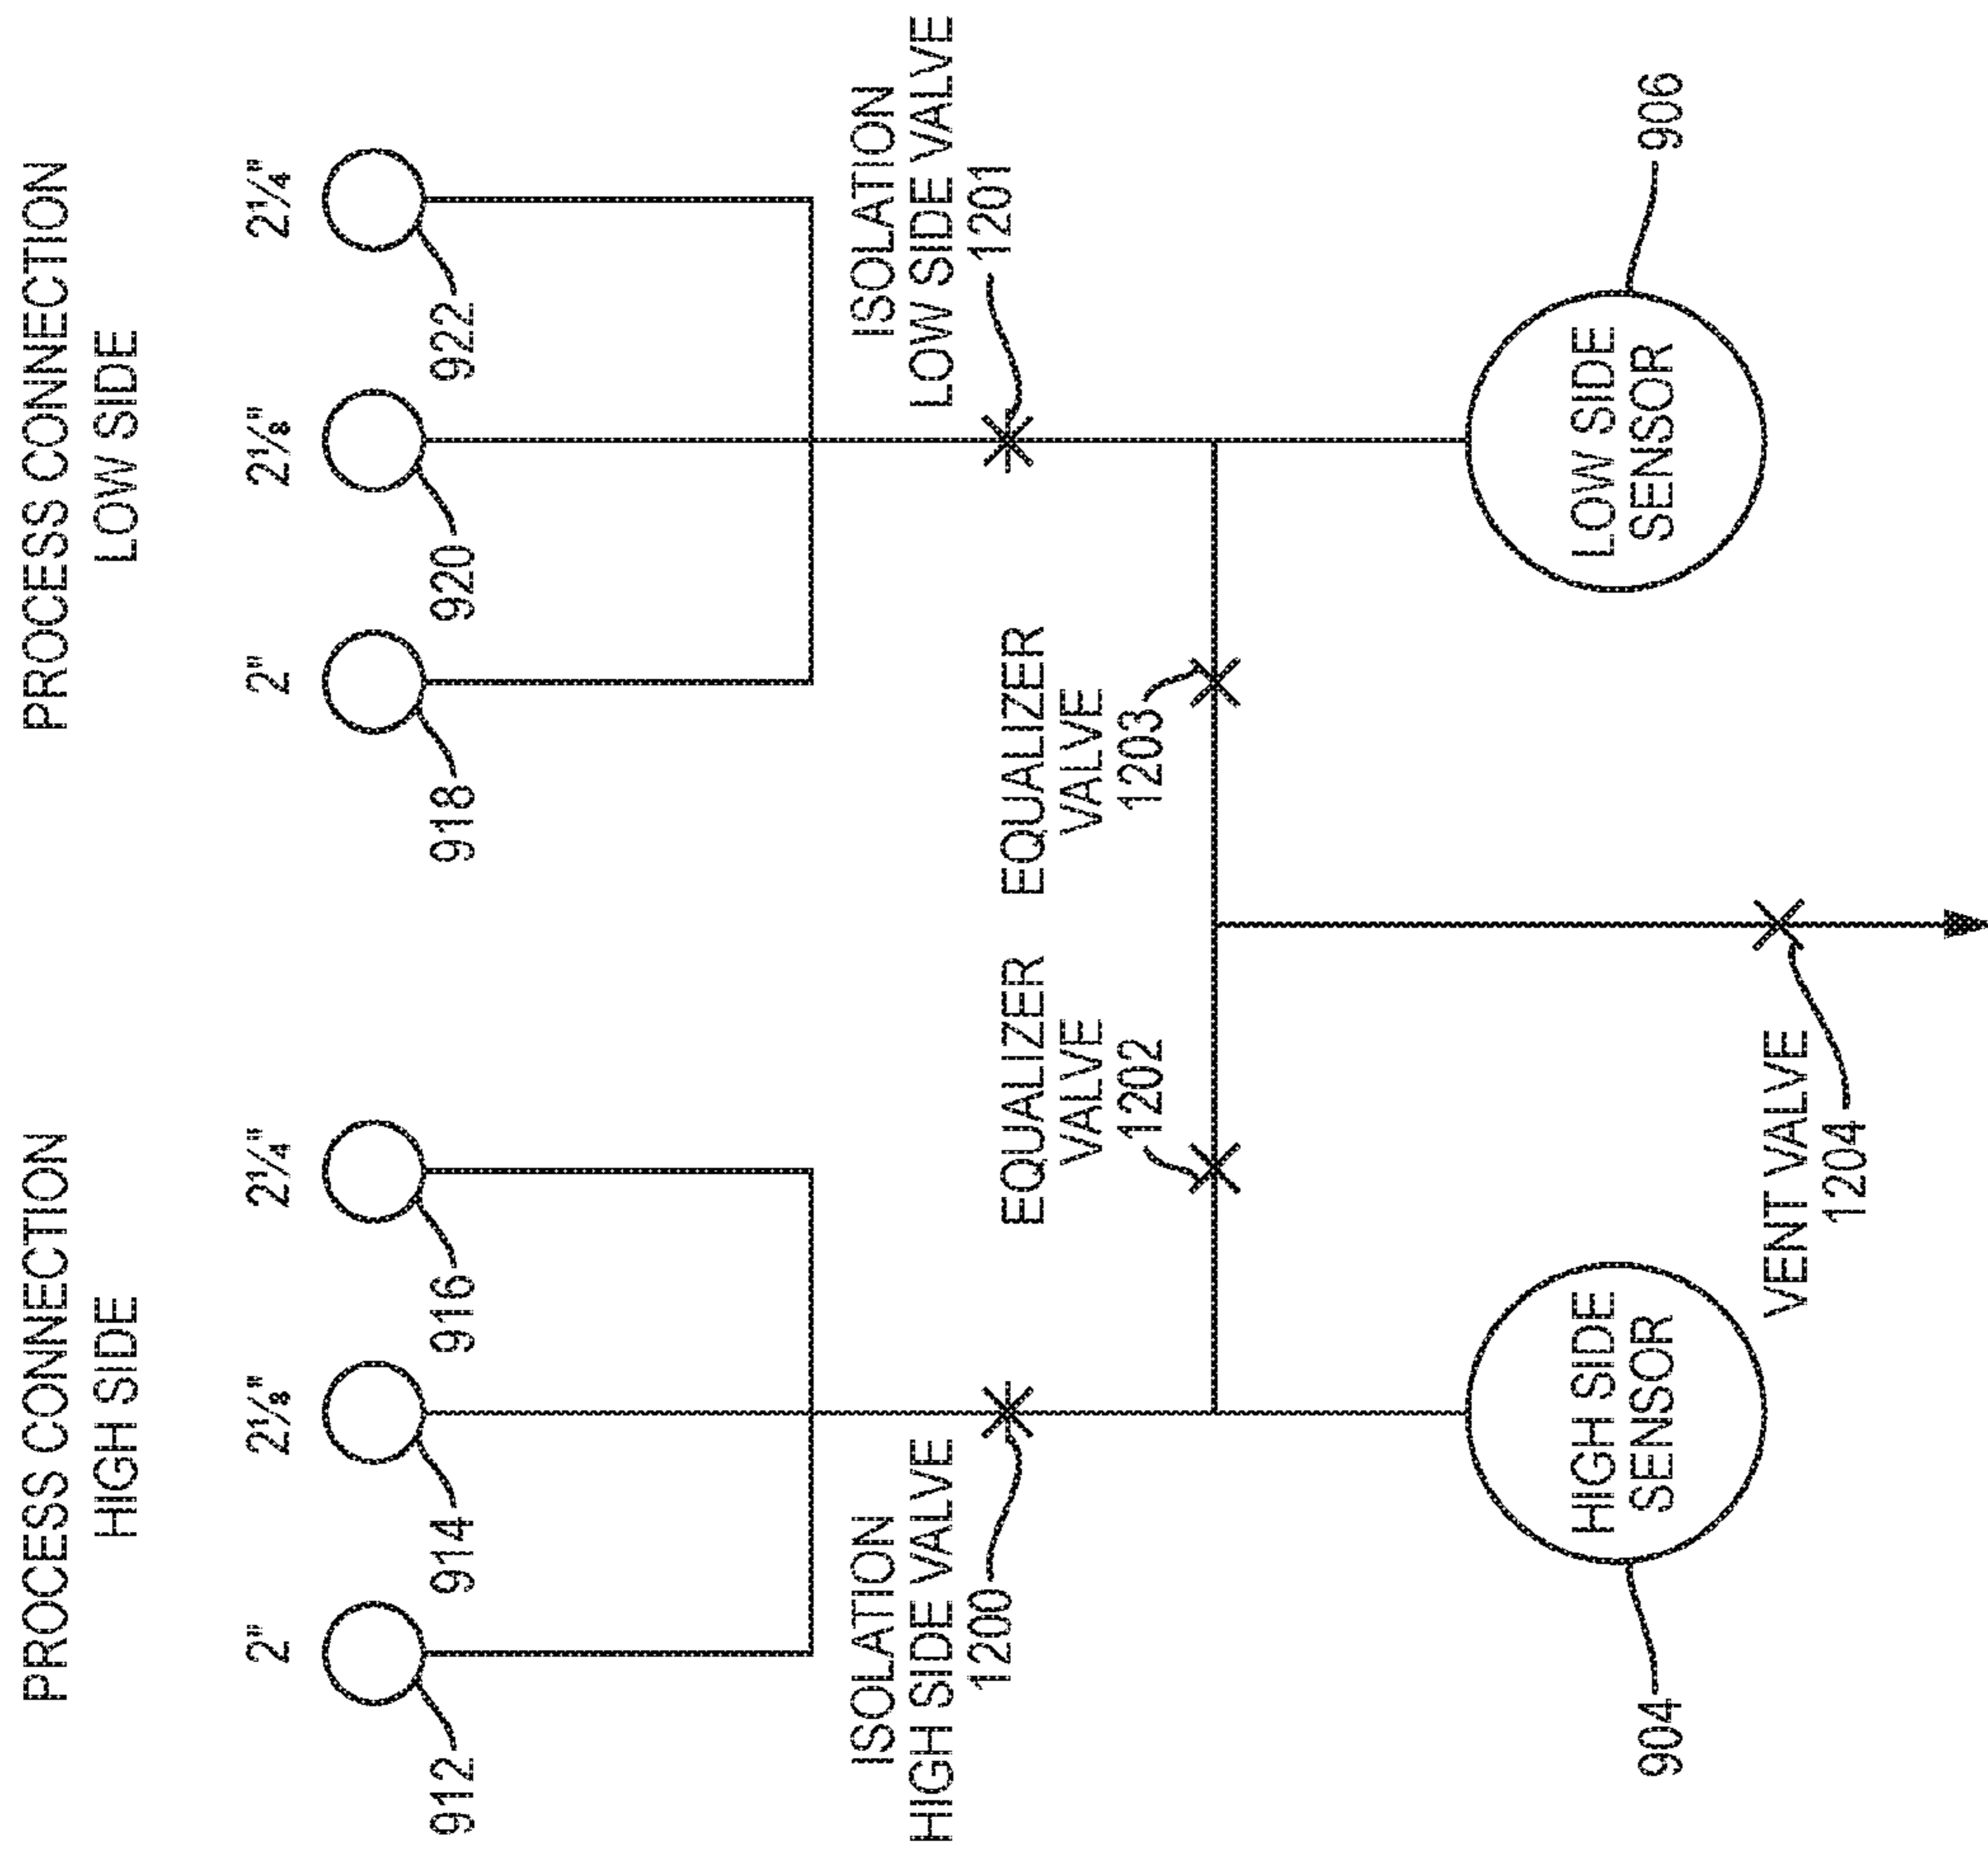 PROCESS CONNECTION
HIGH SIDE
PROCESS CONNECTION
LOW SIDE
2"
2⅛"
2¼"
2"
2⅛"
2¼"
912
914
916
918
920
922
ISOLATION
HIGH SIDE VALVE
1200
ISOLATION
LOW SIDE VALVE
1201
EQUALIZER
VALVE
1202
EQUALIZER
VALVE
1203
HIGH SIDE
SENSOR
904
LOW SIDE
SENSOR
906
VENT VALVE
1204